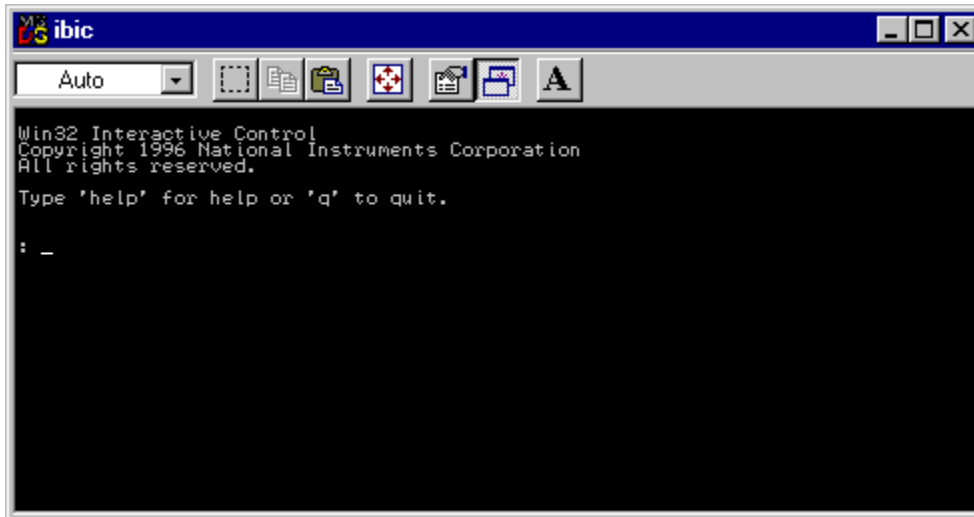 ibic
Auto
A
Win32 Interactive Control
Copyright 1996 National Instruments Corporation
All rights reserved.
Type 'help' for help or 'q' to quit.
: _